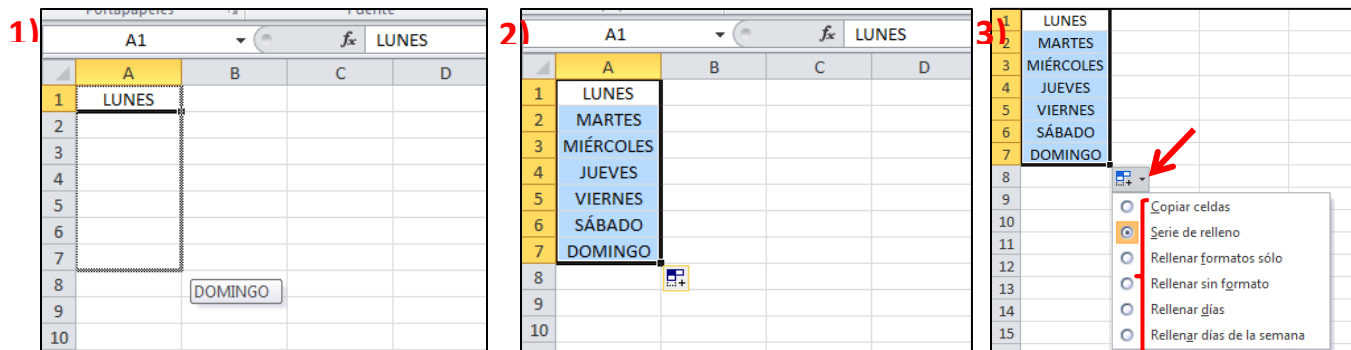 1)
Portapapeles
Fuente
A1
fx LUNES
A B C D
1 LUNES
2
3
4
5
6
7
8
DOMINGO
9
10
2)
A1
fx LUNES
A B C D
1 LUNES
2 MARTES
3 MIÉRCOLES
4 JUEVES
5 VIERNES
6 SÁBADO
7 DOMINGO
8
9
10
3)
1 LUNES
2 MARTES
3 MIÉRCOLES
4 JUEVES
5 VIERNES
6 SÁBADO
7 DOMINGO
8
9
10
11
12
13
14
15
Copiar celdas
Serie de relleno
Rellenar formatos sólo
Rellenar sin formato
Rellenar días
Rellenar días de la semana